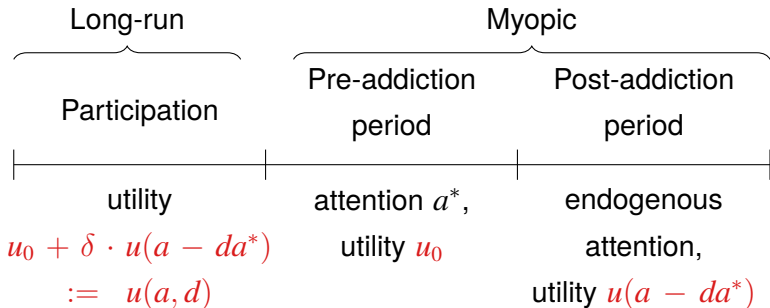 Long-run Myopic
Participation
Pre-addiction
period
Post-addiction
period
utility
u₀ + δ · u(a − da*)
:= u(a, d)
attention a*,
utility u₀
endogenous
attention,
utility u(a − da*)